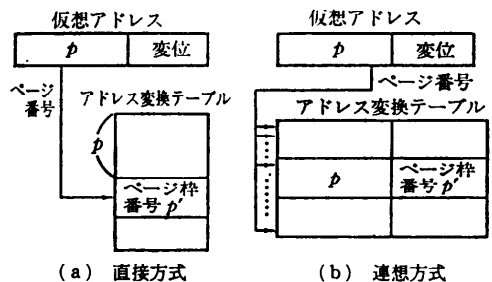 仮想アドレス
p 変位
ページ
番号
アドレス変換テーブル
p
ページ枠
番号 p′
(a) 直接方式
仮想アドレス
p 変位
ページ番号
アドレス変換テーブル
p
ページ枠
番号 p′
(b) 連想方式